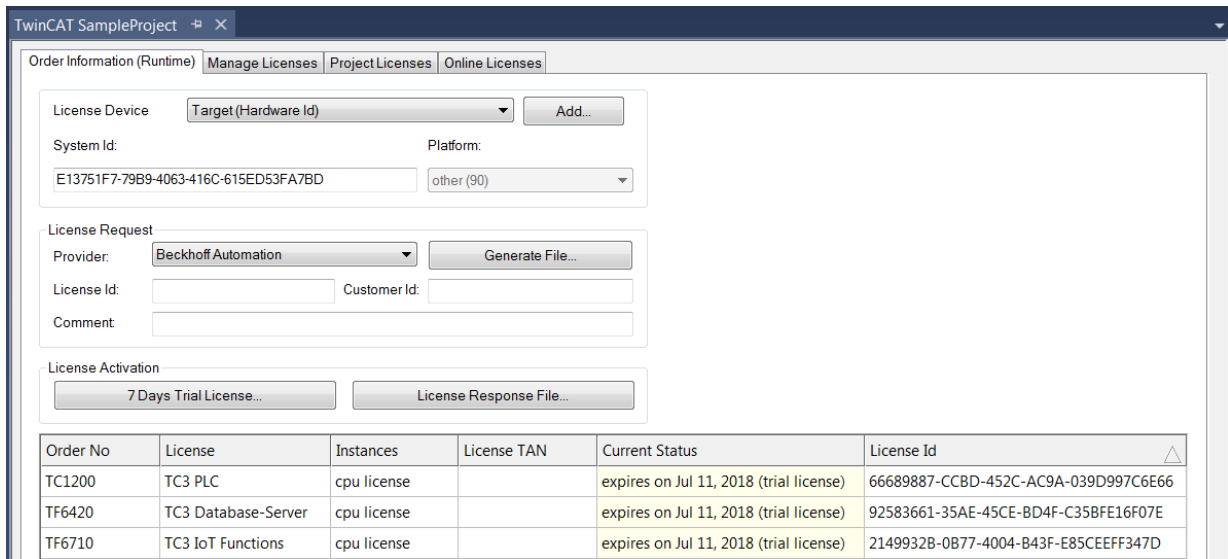 TwinCAT SampleProject
Order Information (Runtime) Manage Licenses Project Licenses Online Licenses
License Device Target (Hardware Id) Add...
System Id: Platform:
E13751F7-79B9-4063-416C-615ED53FA7BD other (90)
License Request
Provider: Beckhoff Automation Generate File...
License Id: Customer Id:
Comment:
License Activation
7 Days Trial License... License Response File...
Order No License Instances License TAN Current Status License Id
TC1200 TC3 PLC cpu license expires on Jul 11, 2018 (trial license) 66689887-CCBD-452C-AC9A-039D997C6E66
TF6420 TC3 Database-Server cpu license expires on Jul 11, 2018 (trial license) 92583661-35AE-45CE-BD4F-C35BFE16F07E
TF6710 TC3 IoT Functions cpu license expires on Jul 11, 2018 (trial license) 2149932B-0B77-4004-B43F-E85CEEFF347D